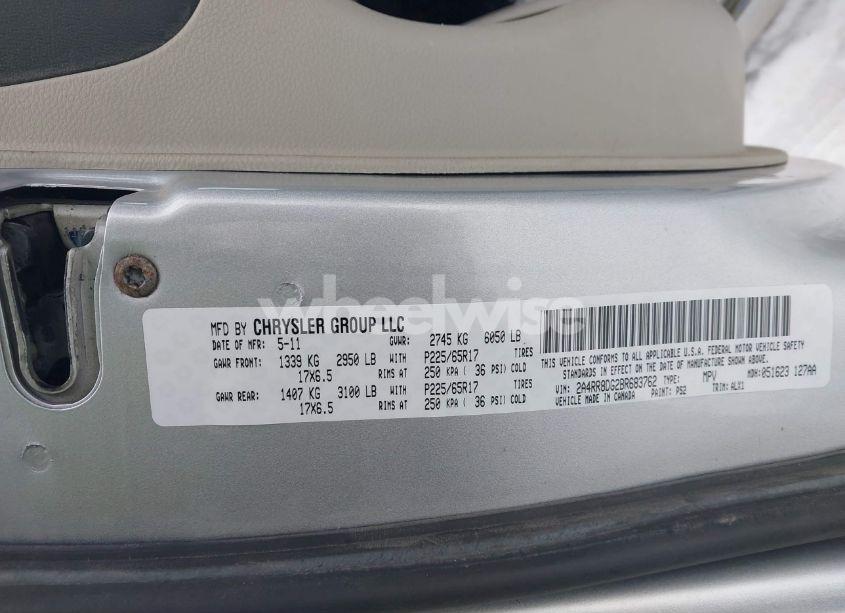 wheelwise
MFD BY CHRYSLER GROUP LLC
DATE OF MFR: 5-11 GVWR: 2745 KG 6050 LB
GAWR FRONT: 1339 KG 2950 LB WITH P225/65R17 TIRES
17X6.5 RIMS AT 250 KPA ( 36 PSI) COLD
GAWR REAR: 1407 KG 3100 LB WITH P225/65R17 TIRES
17X6.5 RIMS AT 250 KPA ( 36 PSI) COLD
THIS VEHICLE CONFORMS TO ALL APPLICABLE U.S.A. FEDERAL MOTOR VEHICLE SAFETY
STANDARDS IN EFFECT ON THE DATE OF MANUFACTURE SHOWN ABOVE.
VIN: 2A4RR8DG2BR683762 TYPE: MPV MDH: 051623 127AA
VEHICLE MADE IN CANADA PAINT: PS2 TRIM: ALX1